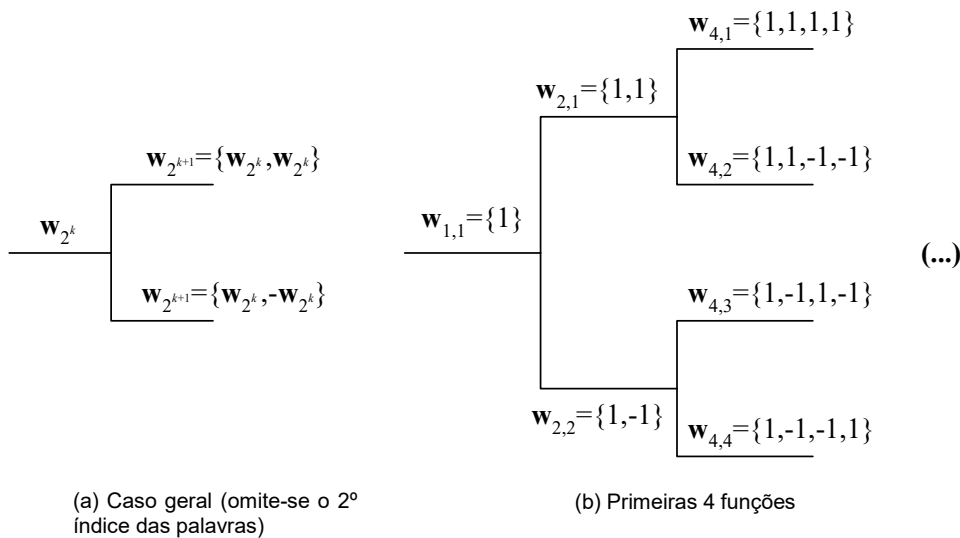 w_{2^k}
w_{2^{k+1}}={w_{2^k},w_{2^k}}
w_{2^{k+1}}={w_{2^k},-w_{2^k}}
(a) Caso geral (omite-se o 2º
índice das palavras)
w_{1,1}={1}
w_{2,1}={1,1}
w_{2,2}={1,-1}
w_{4,1}={1,1,1,1}
w_{4,2}={1,1,-1,-1}
w_{4,3}={1,-1,1,-1}
w_{4,4}={1,-1,-1,1}
(...)
(b) Primeiras 4 funções